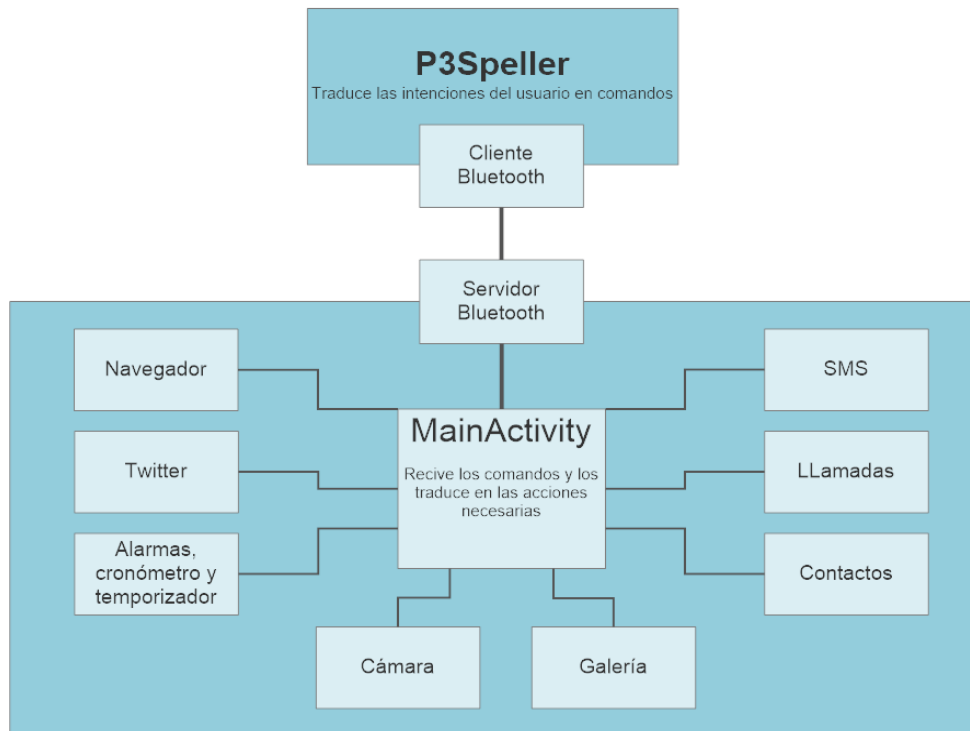 P3Speller
Traduce las intenciones del usuario en comandos
Cliente
Bluetooth
Servidor
Bluetooth
Navegador
SMS
MainActivity
Recive los comandos y los
traduce en las acciones
necesarias
Twitter
LLamadas
Alarmas,
cronómetro y
temporizador
Contactos
Cámara
Galería